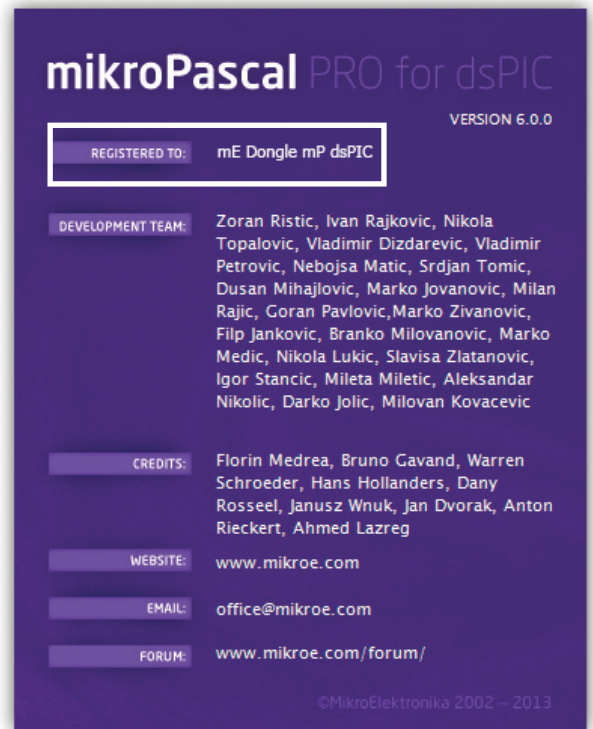 mikroPascal PRO for dsPIC
VERSION 6.0.0
REGISTERED TO: mE Dongle mP dsPIC
DEVELOPMENT TEAM: Zoran Ristic, Ivan Rajkovic, Nikola
Topalovic, Vladimir Dizdarevic, Vladimir
Petrovic, Nebojsa Matic, Srdjan Tomic,
Dusan Mihajlovic, Marko Jovanovic, Milan
Rajic, Goran Pavlovic,Marko Zivanovic,
Filp Jankovic, Branko Milovanovic, Marko
Medic, Nikola Lukic, Slavisa Zlatanovic,
Igor Stancic, Mileta Miletic, Aleksandar
Nikolic, Darko Jolic, Milovan Kovacevic
CREDITS: Florin Medrea, Bruno Gavand, Warren
Schroeder, Hans Hollanders, Dany
Rosseel, Janusz Wnuk, Jan Dvorak, Anton
Rieckert, Ahmed Lazreg
WEBSITE: www.mikroe.com
EMAIL: office@mikroe.com
FORUM: www.mikroe.com/forum/
©MikroElektronika 2002 – 2013